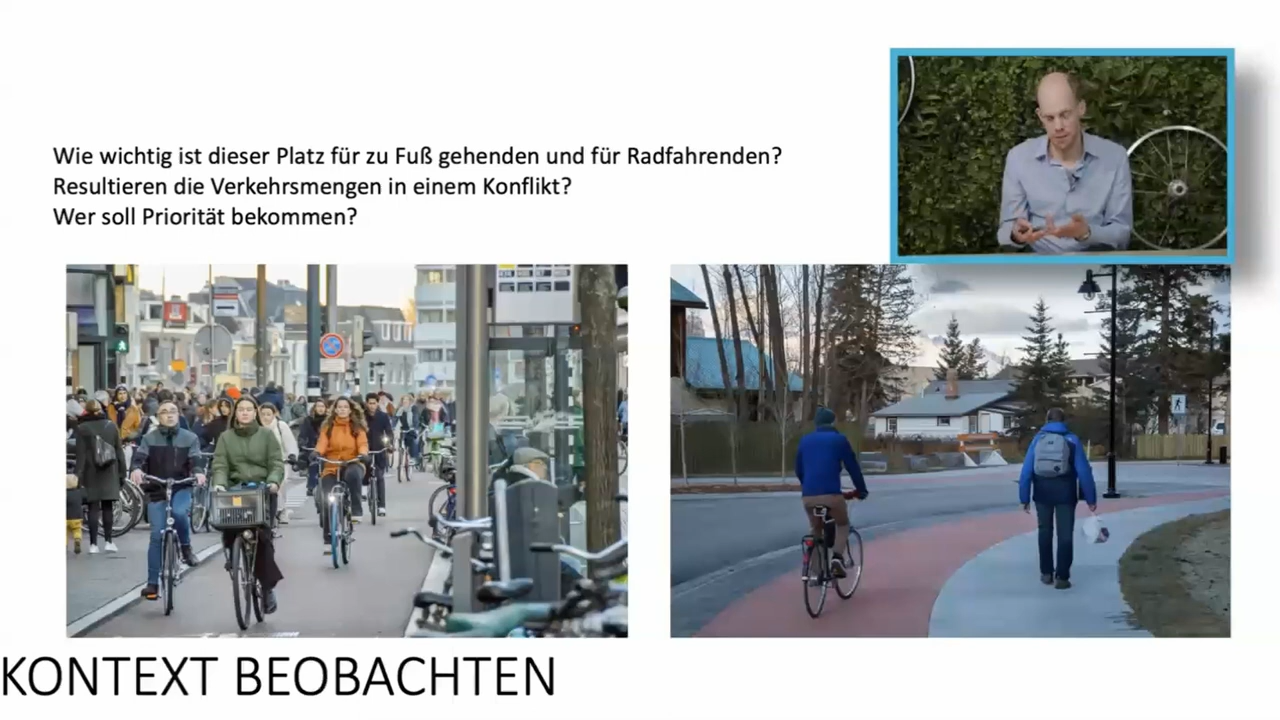 Wie wichtig ist dieser Platz für zu Fuß gehenden und für Radfahrenden?
Resultieren die Verkehrsmengen in einem Konflikt?
Wer soll Priorität bekommen?
KONTEXT BEOBACHTEN